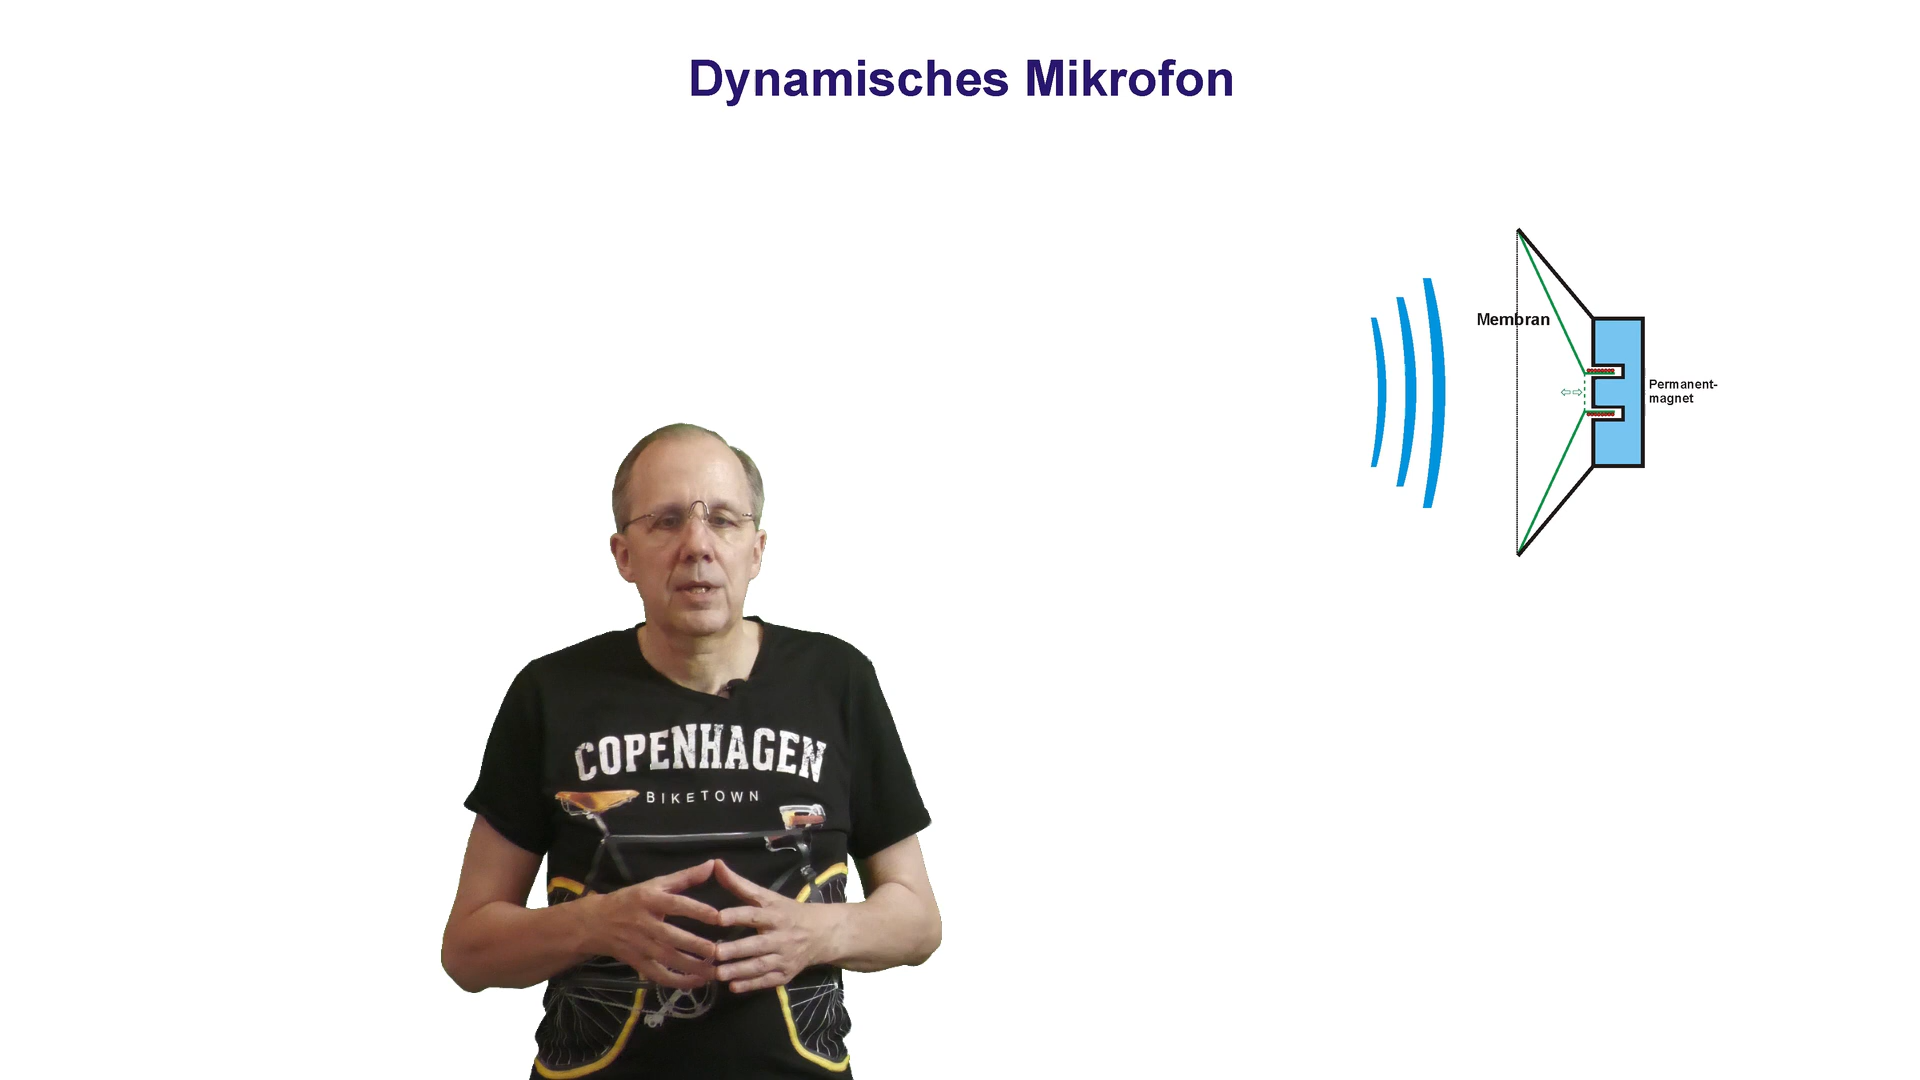 Dynamisches Mikrofon
Membran
Permanent-
magnet
COPENHAGEN
BIKETOWN